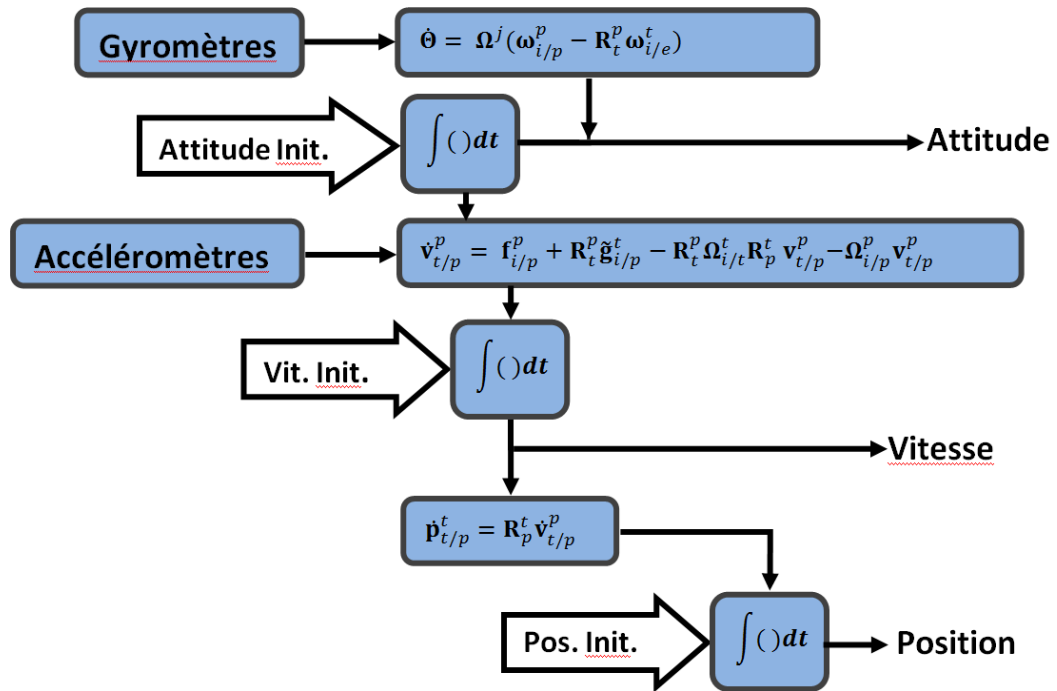 Gyromètres
Θ̇ = Ω^j(ω^p_{i/p} − R^p_t ω^t_{i/e})
Attitude Init.
∫( )dt
Attitude
Accéléromètres
v̇^p_{t/p} = f^p_{i/p} + R^p_t g̃^t_{i/p} − R^p_t Ω^t_{i/t} R^t_p v^p_{t/p} − Ω^p_{i/p} v^p_{t/p}
Vit. Init.
∫( )dt
Vitesse
ṗ^t_{t/p} = R^t_p v̇^p_{t/p}
Pos. Init.
∫( )dt
Position